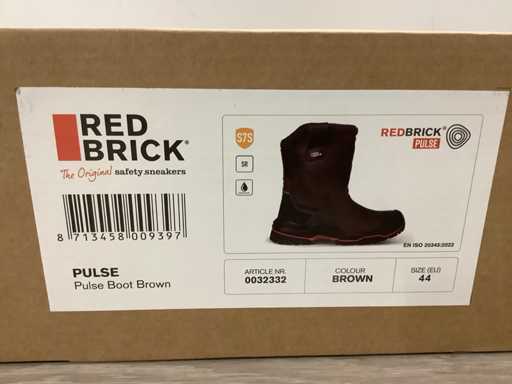 RED
BRICK®
"The Original safety sneakers
8 713458 009397
PULSE
Pulse Boot Brown
S7S
SR
REDBRICK®
PULSE
EN ISO 20345:2022
ARTICLE NR.
0032332
COLOUR
BROWN
SIZE (EU)
44